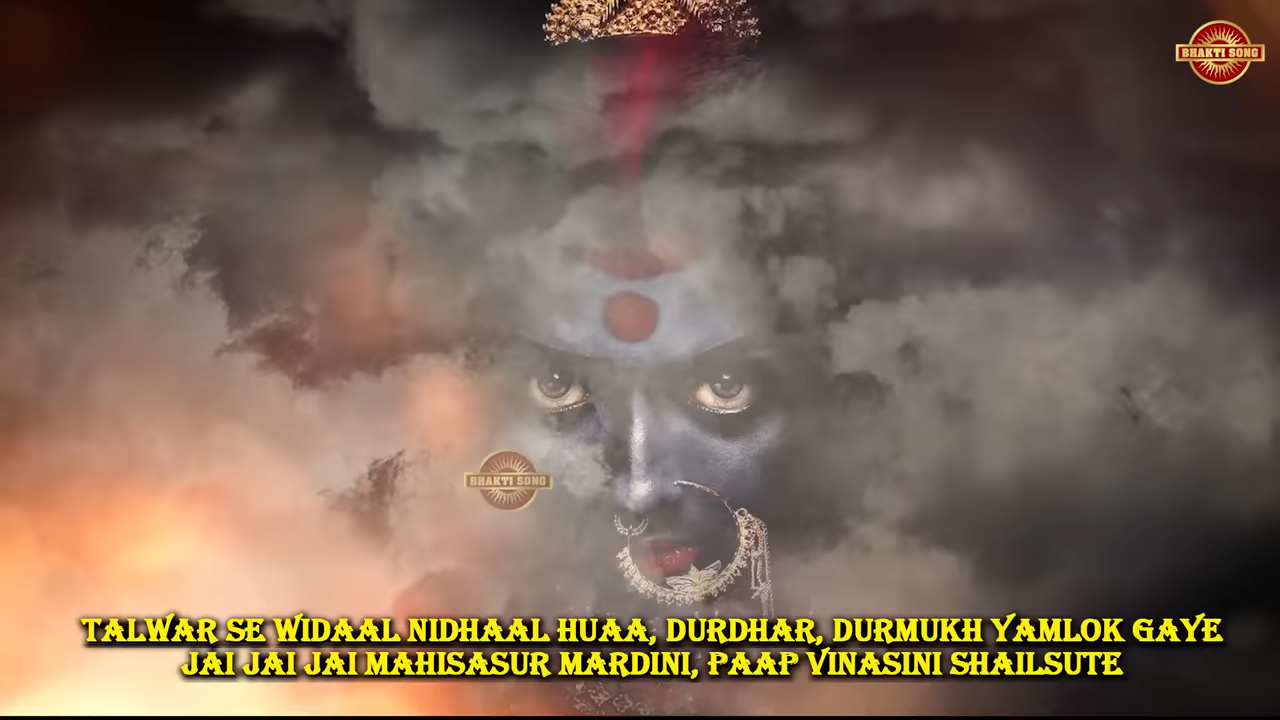 BHAKTI SONG
BHAKTI SONG
TALWAR SE WIDAAL NIDHAAL HUAA, DURDHAR, DURMUKH YAMLOK GAYE
JAI JAI JAI MAHISASUR MARDINI, PAAP VINASINI SHAILSUTE